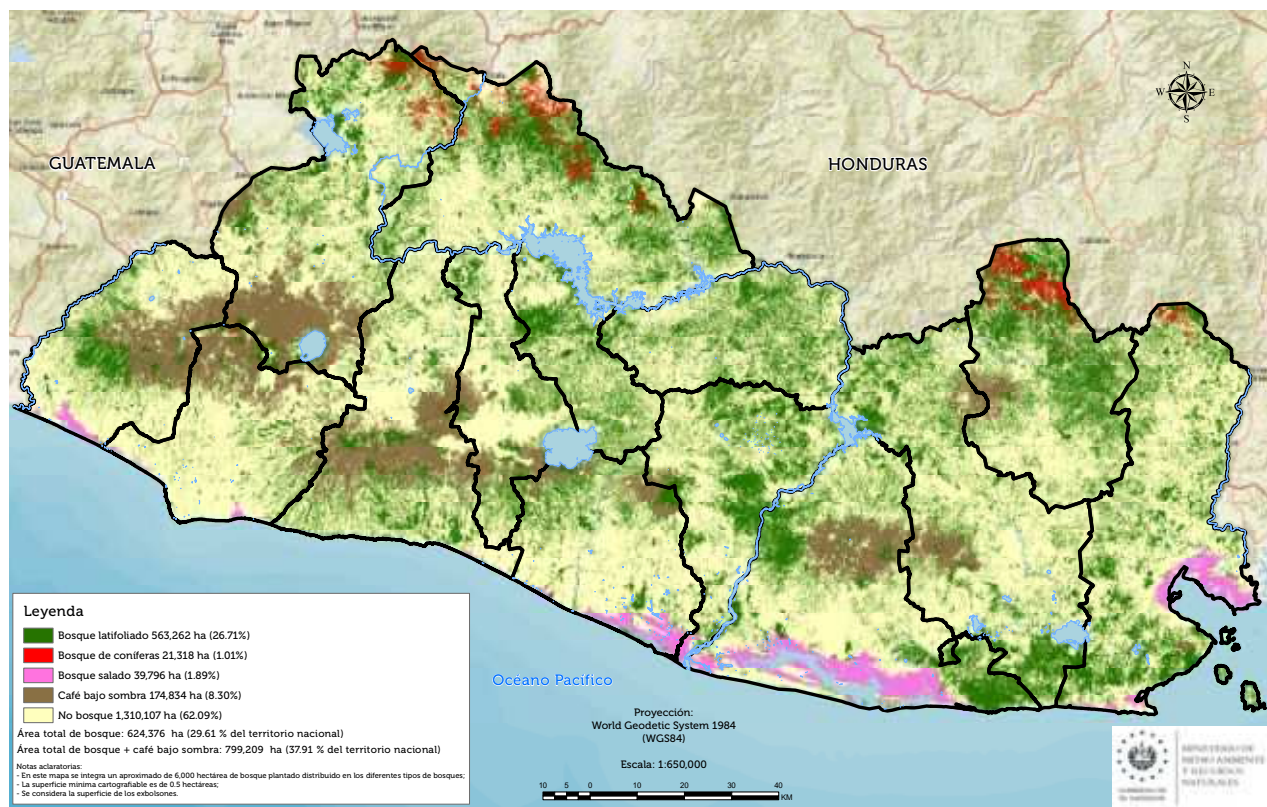 N
W
E
S
GUATEMALA
HONDURAS
Leyenda
Bosque latifoliado 563,262 ha (26.71%)
Bosque de coníferas 21,318 ha (1.01%)
Bosque salado 39,796 ha (1.89%)
Café bajo sombra 174,834 ha (8.30%)
No bosque 1,310,107 ha (62.09%)
Área total de bosque: 624,376 ha (29.61 % del territorio nacional)
Área total de bosque + café bajo sombra: 799,209 ha (37.91 % del territorio nacional)
Notas aclaratorias:
- En este mapa se integra un aproximado de 6,000 hectárea de bosque plantado distribuido en los diferentes tipos de bosques;
- La superficie mínima cartografiable es de 0.5 hectáreas;
- Se considera la superficie de los exbolsones.
Océano Pacífico
Proyección:
World Geodetic System 1984
(WGS84)
Escala: 1:650,000
10 5 0 10 20 30 40
KM
MINISTERIO DE
MEDIO AMBIENTE
Y RECURSOS
NATURALES
GOBIERNO DE
EL SALVADOR